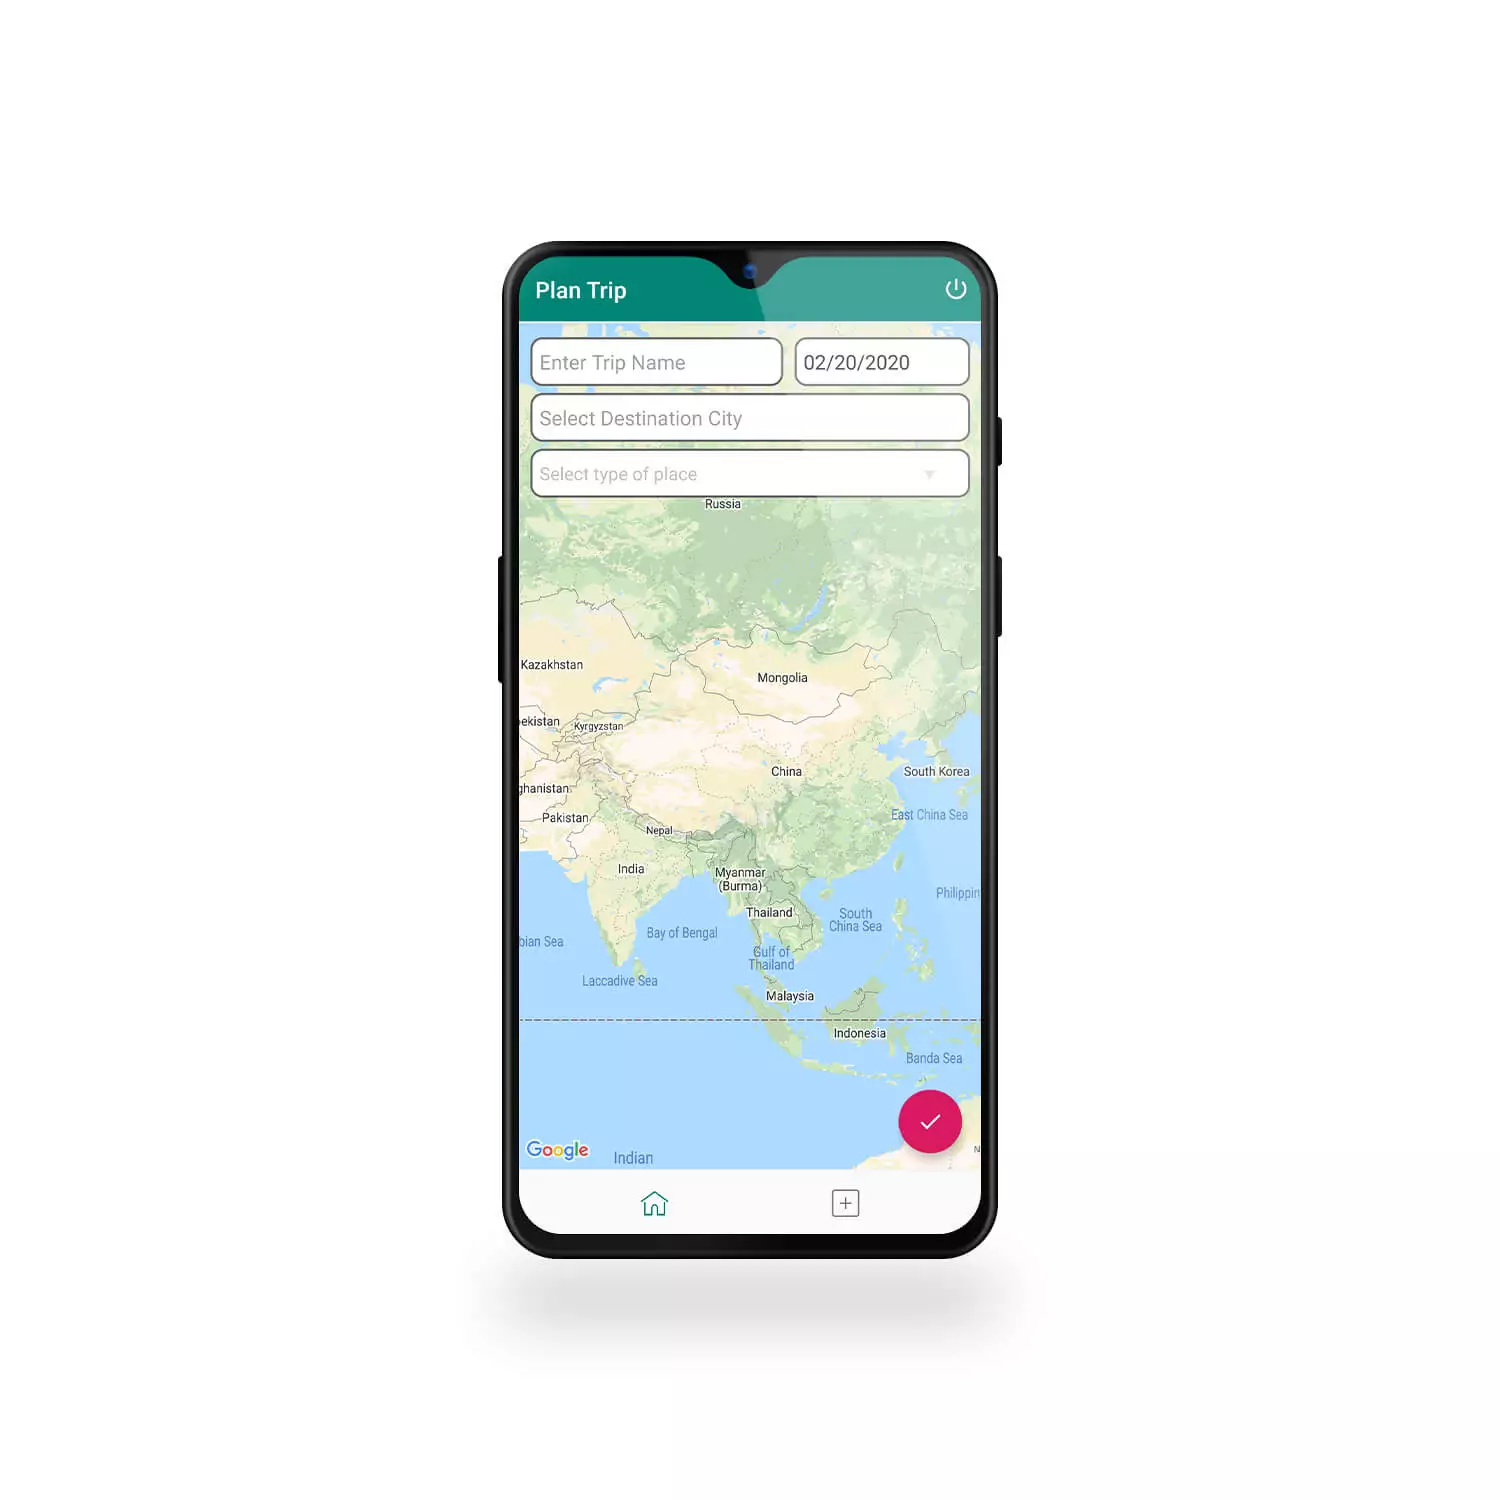 Plan Trip
Enter Trip Name
02/20/2020
Select Destination City
Select type of place
Russia
Kazakhstan
Mongolia
ekistan
Kyrgyzstan
China
South Korea
ghanistan
Pakistan
East China Sea
Nepal
India
Myanmar
(Burma)
Philippin
Thailand
South
China Sea
Bay of Bengal
bian Sea
Gulf of
Thailand
Laccadive Sea
Malaysia
Indonesia
Banda Sea
Google
Indian
N